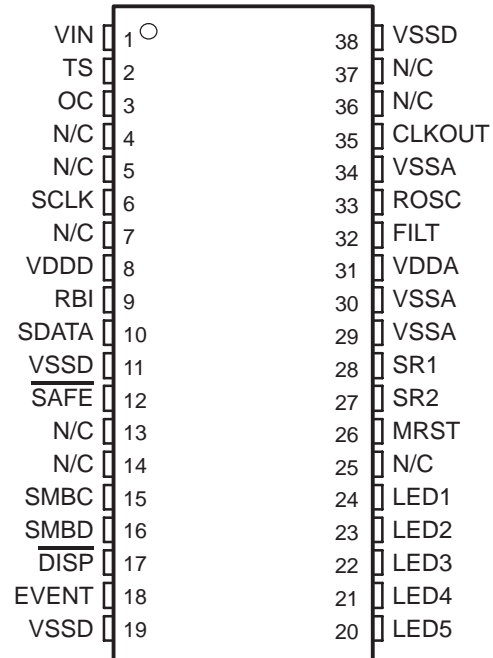 VIN 1 38 VSSD
TS 2 37 N/C
OC 3 36 N/C
N/C 4 35 CLKOUT
N/C 5 34 VSSA
SCLK 6 33 ROSC
N/C 7 32 FILT
VDDD 8 31 VDDA
RBI 9 30 VSSA
SDATA 10 29 VSSA
VSSD 11 28 SR1
SAFE 12 27 SR2
N/C 13 26 MRST
N/C 14 25 N/C
SMBC 15 24 LED1
SMBD 16 23 LED2
DISP 17 22 LED3
EVENT 18 21 LED4
VSSD 19 20 LED5